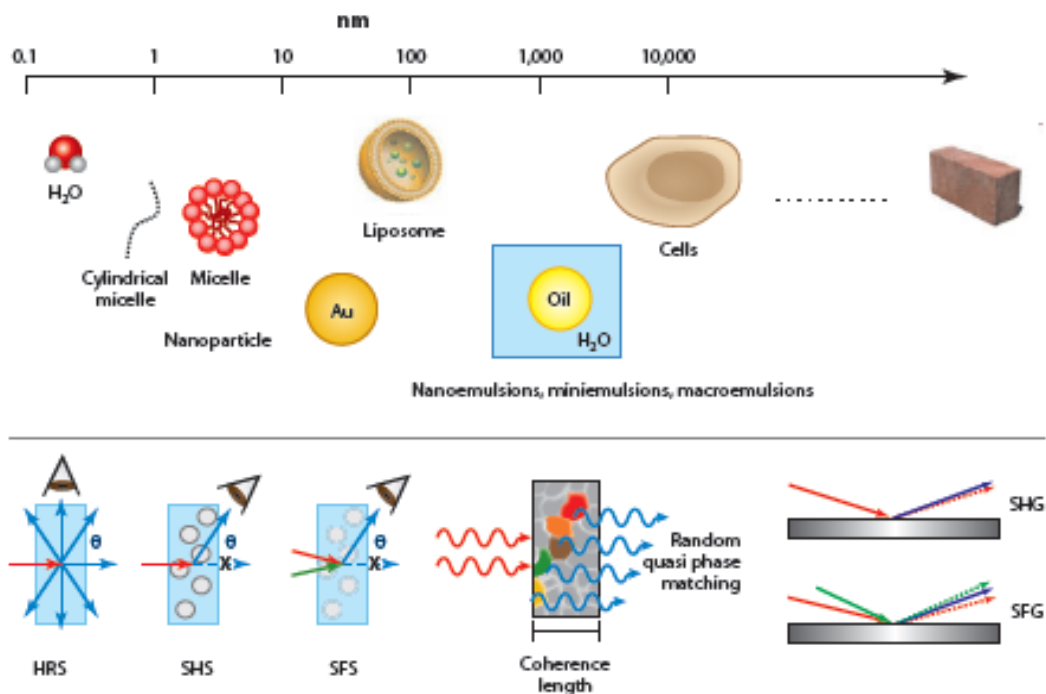 nm
0.1 1 10 100 1,000 10,000
H₂O
Cylindrical
micelle
Micelle
Liposome
Cells
Nanoparticle
Au
Oil
H₂O
Nanoemulsions, miniemulsions, macroemulsions
θ
θ
X
θ
X
Random
quasi phase
matching
SHG
SFG
HRS
SHS
SFS
Coherence
length